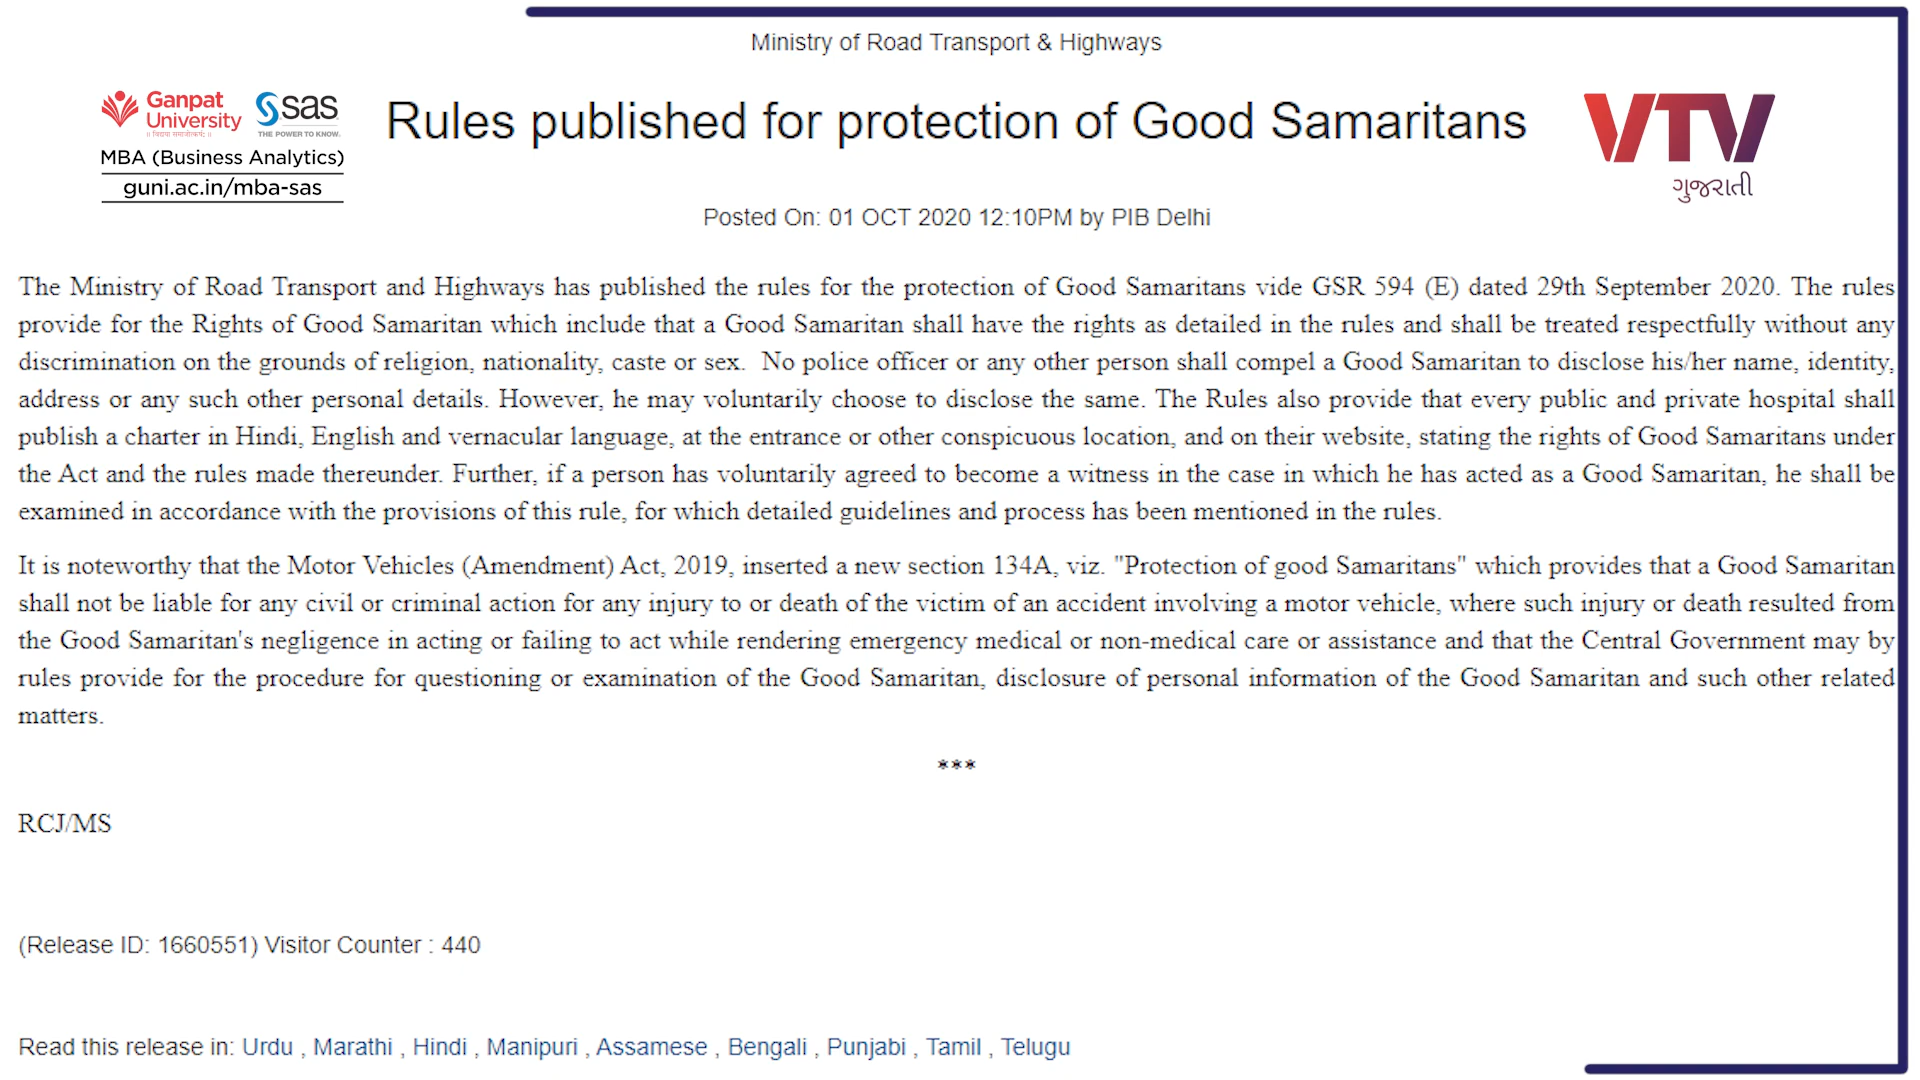 Ministry of Road Transport & Highways
Ganpat University
॥ विद्यया समाजोत्कर्षः ॥
sas
THE POWER TO KNOW.
MBA (Business Analytics)
guni.ac.in/mba-sas
Rules published for protection of Good Samaritans
VTV
ગુજરાતી
Posted On: 01 OCT 2020 12:10PM by PIB Delhi
The Ministry of Road Transport and Highways has published the rules for the protection of Good Samaritans vide GSR 594 (E) dated 29th September 2020. The rules
provide for the Rights of Good Samaritan which include that a Good Samaritan shall have the rights as detailed in the rules and shall be treated respectfully without any
discrimination on the grounds of religion, nationality, caste or sex.  No police officer or any other person shall compel a Good Samaritan to disclose his/her name, identity,
address or any such other personal details. However, he may voluntarily choose to disclose the same. The Rules also provide that every public and private hospital shall
publish a charter in Hindi, English and vernacular language, at the entrance or other conspicuous location, and on their website, stating the rights of Good Samaritans under
the Act and the rules made thereunder. Further, if a person has voluntarily agreed to become a witness in the case in which he has acted as a Good Samaritan, he shall be
examined in accordance with the provisions of this rule, for which detailed guidelines and process has been mentioned in the rules.
It is noteworthy that the Motor Vehicles (Amendment) Act, 2019, inserted a new section 134A, viz. "Protection of good Samaritans" which provides that a Good Samaritan
shall not be liable for any civil or criminal action for any injury to or death of the victim of an accident involving a motor vehicle, where such injury or death resulted from
the Good Samaritan's negligence in acting or failing to act while rendering emergency medical or non-medical care or assistance and that the Central Government may by
rules provide for the procedure for questioning or examination of the Good Samaritan, disclosure of personal information of the Good Samaritan and such other related
matters.
***
RCJ/MS
(Release ID: 1660551) Visitor Counter : 440
Read this release in: Urdu , Marathi , Hindi , Manipuri , Assamese , Bengali , Punjabi , Tamil , Telugu